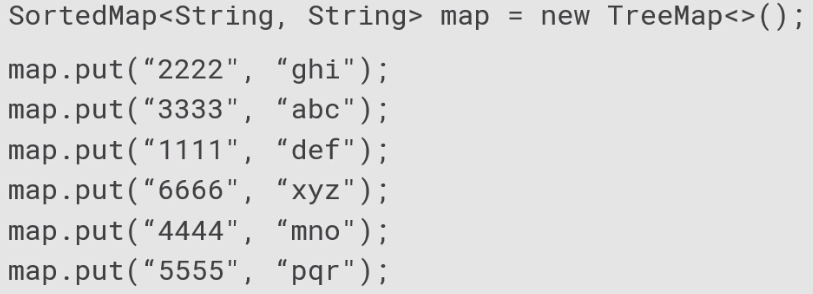 SortedMap<String, String> map = new TreeMap<>();
map.put(“2222", “ghi");
map.put(“3333", “abc");
map.put(“1111", “def");
map.put(“6666", “xyz");
map.put(“4444", “mno");
map.put(“5555", “pqr");